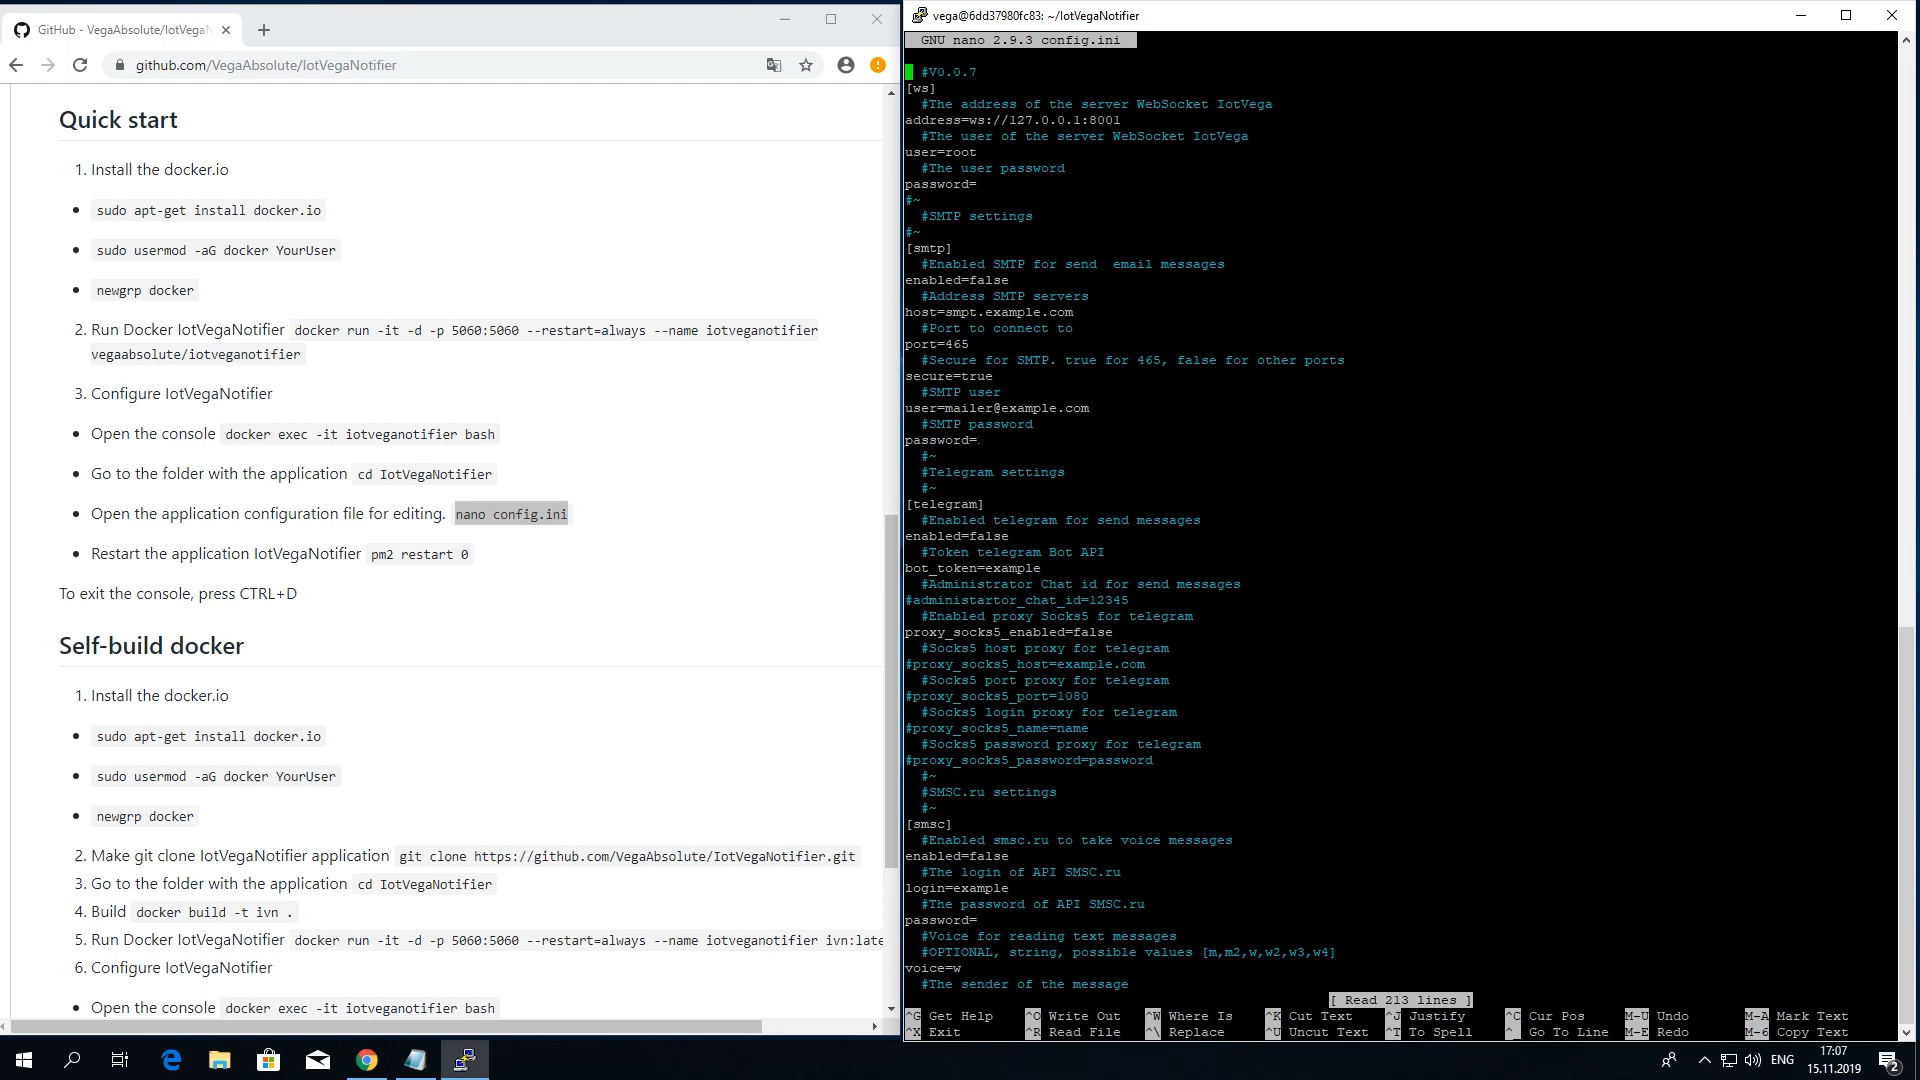 GitHub - VegaAbsolute/IotVegaN
github.com/VegaAbsolute/IotVegaNotifier
Quick start
1. Install the docker.io
sudo apt-get install docker.io
sudo usermod -aG docker YourUser
newgrp docker
2. Run Docker IotVegaNotifier docker run -it -d -p 5060:5060 --restart=always --name iotveganotifier
vegaabsolute/iotveganotifier
3. Configure IotVegaNotifier
Open the console docker exec -it iotveganotifier bash
Go to the folder with the application cd IotVegaNotifier
Open the application configuration file for editing. nano config.ini
Restart the application IotVegaNotifier pm2 restart 0
To exit the console, press CTRL+D
Self-build docker
1. Install the docker.io
sudo apt-get install docker.io
sudo usermod -aG docker YourUser
newgrp docker
2. Make git clone IotVegaNotifier application git clone https://github.com/VegaAbsolute/IotVegaNotifier.git
3. Go to the folder with the application cd IotVegaNotifier
4. Build docker build -t ivn .
5. Run Docker IotVegaNotifier docker run -it -d -p 5060:5060 --restart=always --name iotveganotifier ivn:late
6. Configure IotVegaNotifier
Open the console docker exec -it iotveganotifier bash
vega@6dd37980fc83: ~/IotVegaNotifier
GNU nano 2.9.3 config.ini
#V0.0.7
[ws]
#The address of the server WebSocket IotVega
address=ws://127.0.0.1:8001
#The user of the server WebSocket IotVega
user=root
#The user password
password=
#~
#SMTP settings
#~
[smtp]
#Enabled SMTP for send  email messages
enabled=false
#Address SMTP servers
host=smpt.example.com
#Port to connect to
port=465
#Secure for SMTP. true for 465, false for other ports
secure=true
#SMTP user
user=mailer@example.com
#SMTP password
password=
#~
#Telegram settings
#~
[telegram]
#Enabled telegram for send messages
enabled=false
#Token telegram Bot API
bot_token=example
#Administrator Chat id for send messages
#administartor_chat_id=12345
#Enabled proxy Socks5 for telegram
proxy_socks5_enabled=false
#Socks5 host proxy for telegram
#proxy_socks5_host=example.com
#Socks5 port proxy for telegram
#proxy_socks5_port=1080
#Socks5 login proxy for telegram
#proxy_socks5_name=name
#Socks5 password proxy for telegram
#proxy_socks5_password=password
#~
#SMSC.ru settings
#~
[smsc]
#Enabled smsc.ru to take voice messages
enabled=false
#The login of API SMSC.ru
login=example
#The password of API SMSC.ru
password=
#Voice for reading text messages
#OPTIONAL, string, possible values [m,m2,w,w2,w3,w4]
voice=w
#The sender of the message
[ Read 213 lines ]
^G Get Help ^O Write Out ^W Where Is ^K Cut Text ^J Justify ^C Cur Pos M-U Undo M-A Mark Text
^X Exit ^R Read File ^\ Replace ^U Uncut Text ^T To Spell ^_ Go To Line M-E Redo M-6 Copy Text
ENG
17:07
15.11.2019
2